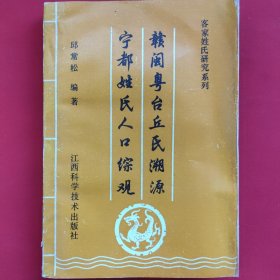 客家姓氏研究系列
赣闽粤台丘氏溯源
宁都姓氏人口综观
邱常松 编著
江西科学技术出版社